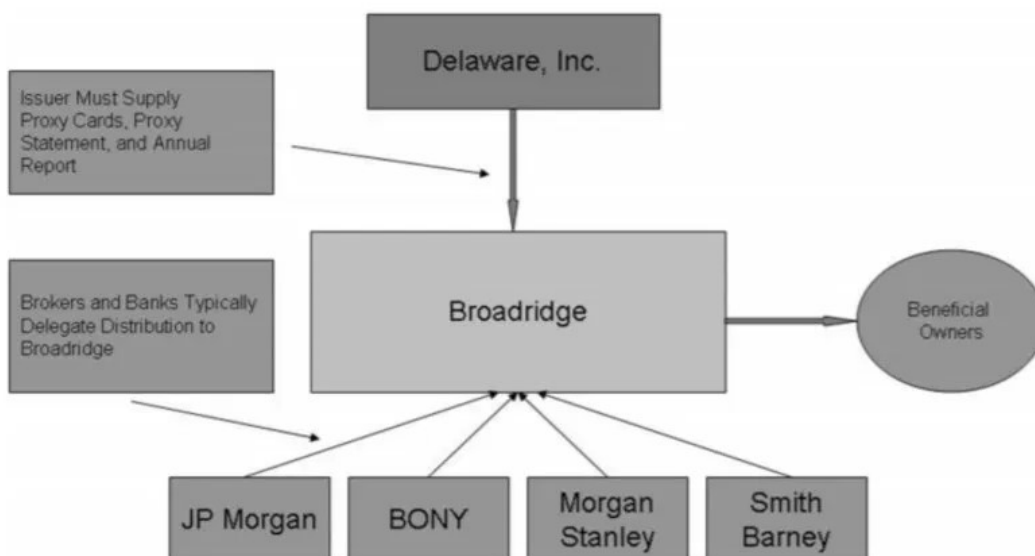 Delaware, Inc.
Issuer Must Supply
Proxy Cards, Proxy
Statement, and Annual
Report
Brokers and Banks Typically
Delegate Distribution to
Broadridge
Broadridge
Beneficial
Owners
JP Morgan
BONY
Morgan
Stanley
Smith
Barney